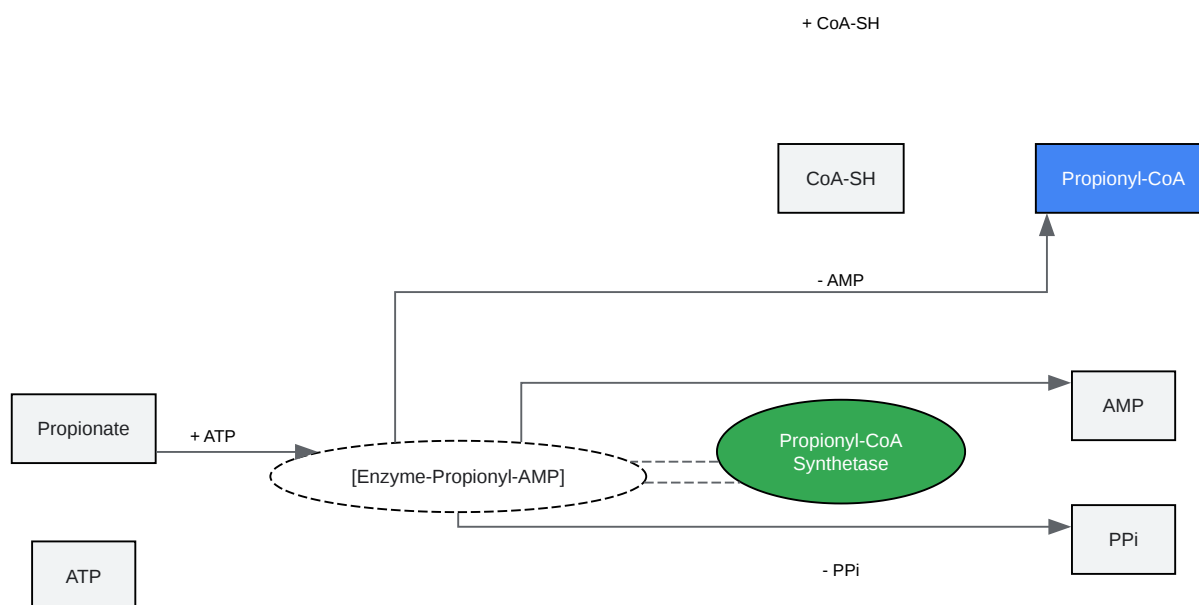 + CoA-SH
CoA-SH
Propionyl-CoA
- AMP
AMP
Propionate
+ ATP
Propionyl-CoA
Synthetase
[Enzyme-Propionyl-AMP]
PPi
- PPi
ATP